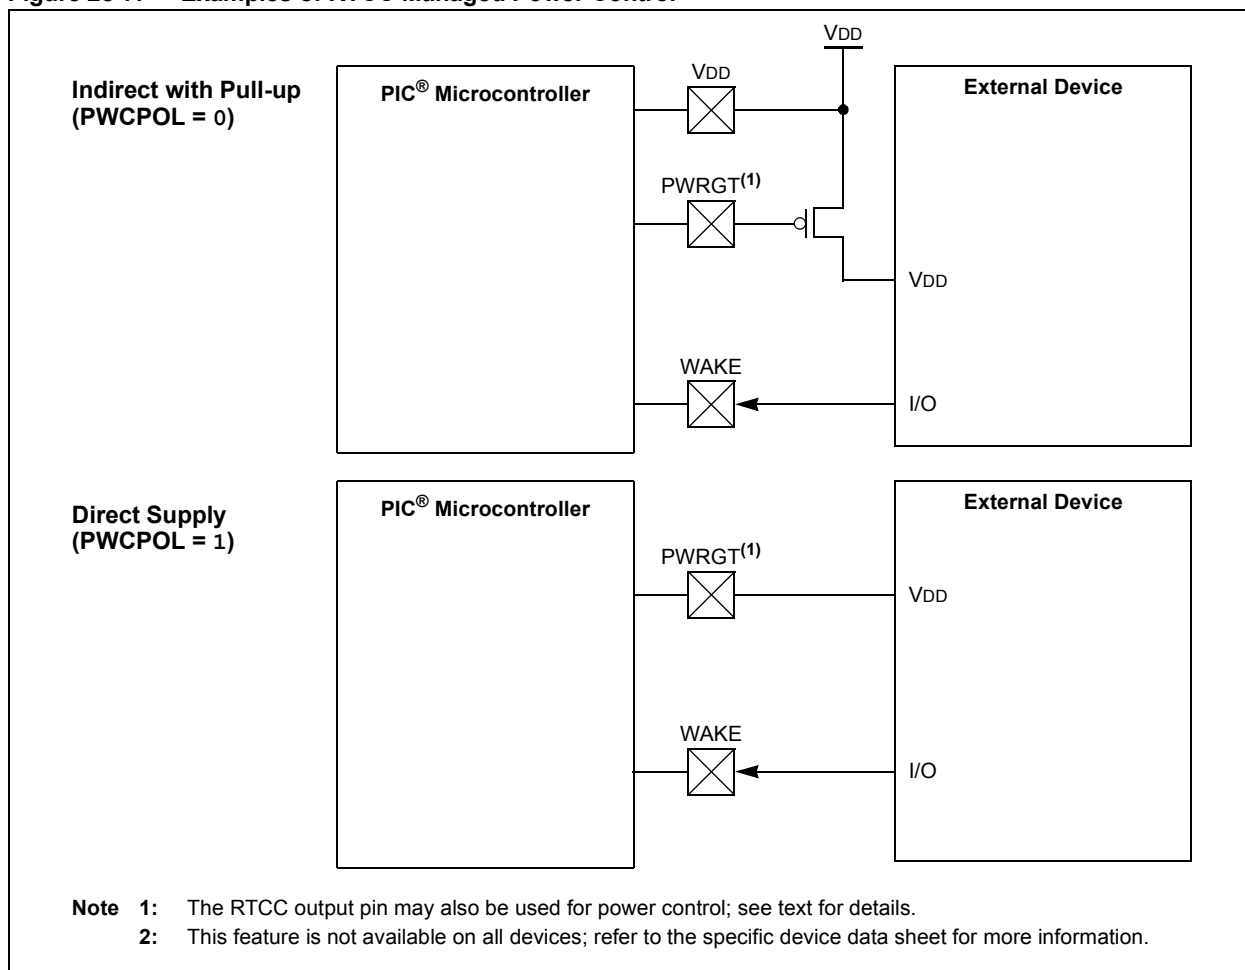 Indirect with Pull-up
(PWCPOL = 0)
PIC® Microcontroller
VDD
VDD
External Device
PWRGT(1)
VDD
WAKE
I/O
Direct Supply
(PWCPOL = 1)
PIC® Microcontroller
External Device
PWRGT(1)
VDD
WAKE
I/O
Note 1: The RTCC output pin may also be used for power control; see text for details.
2: This feature is not available on all devices; refer to the specific device data sheet for more information.